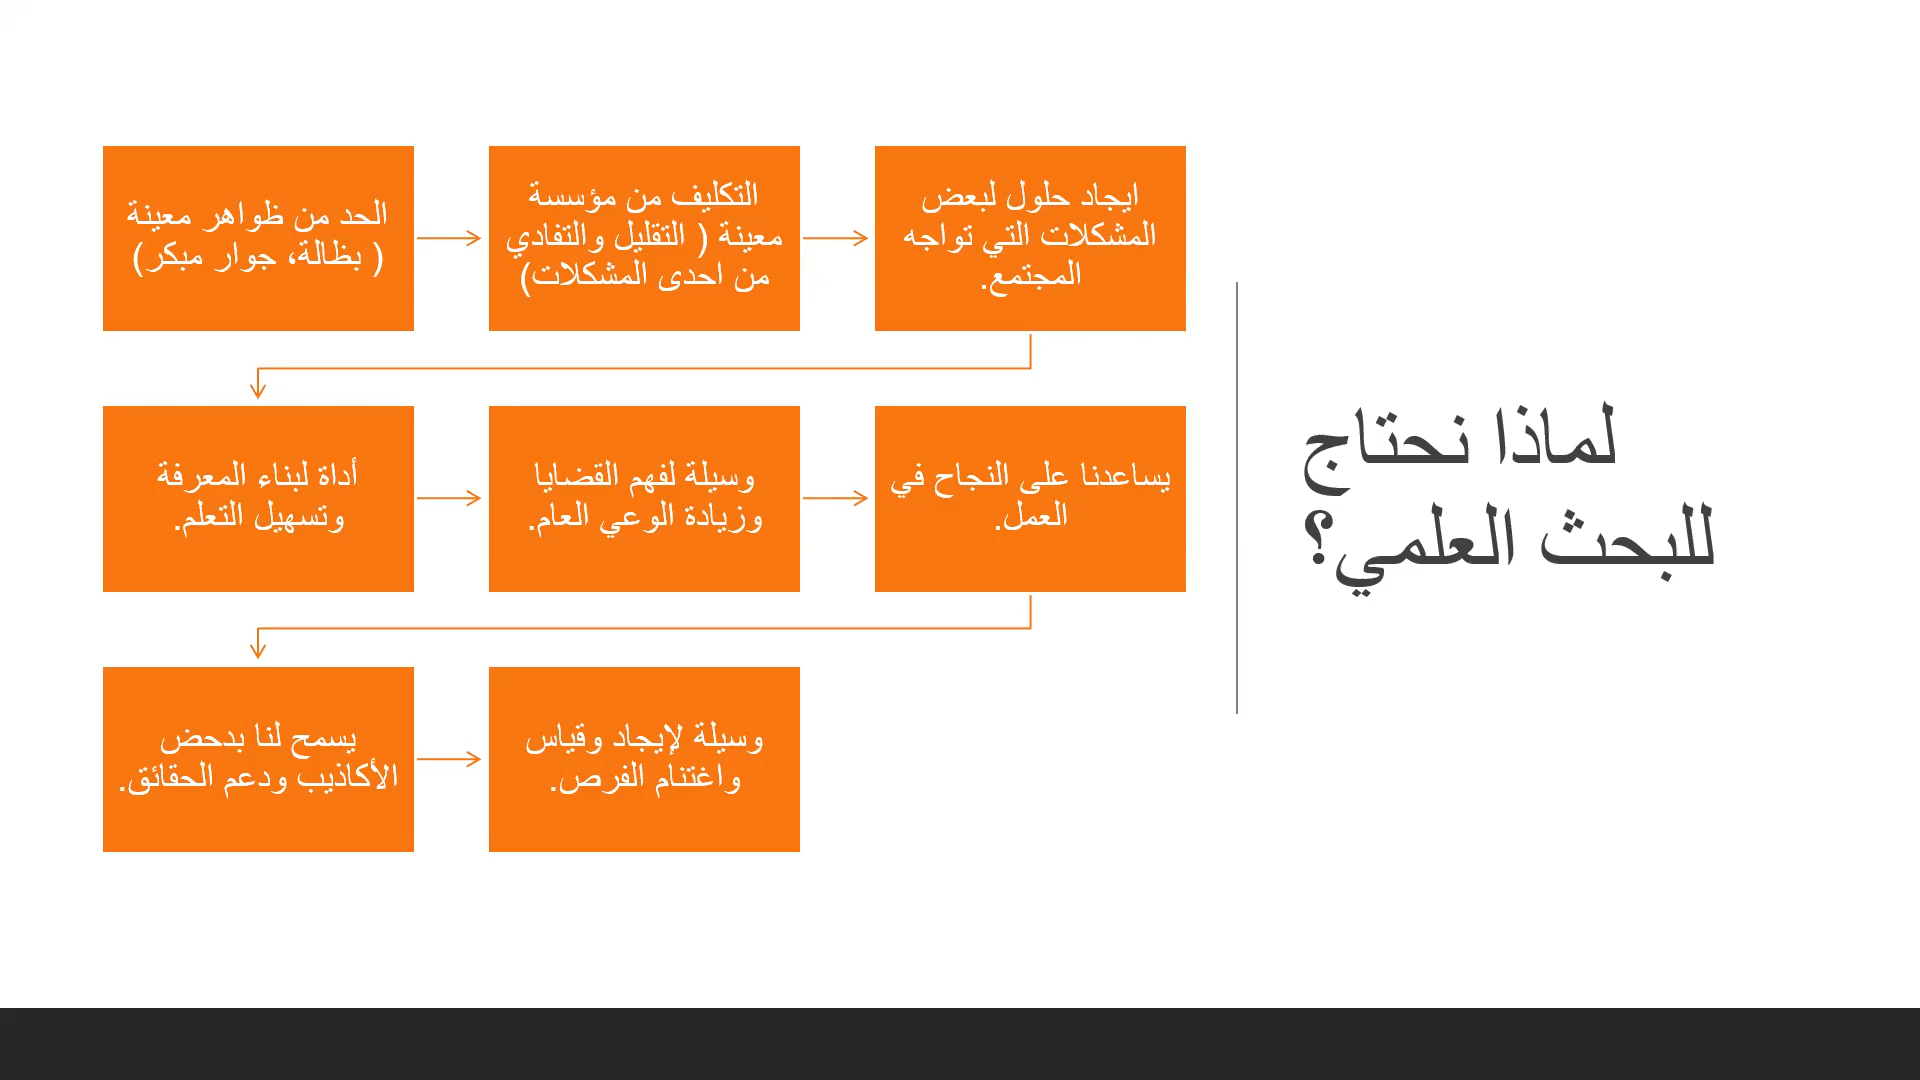 لماذا نحتاج
للبحث العلمي؟
الحد من ظواهر معينة
( بظالة، جوار مبكر)
التكليف من مؤسسة
معينة ( التقليل والتفادي
من احدى المشكلات)
ايجاد حلول لبعض
المشكلات التي تواجه
المجتمع.
أداة لبناء المعرفة
وتسهيل التعلم.
وسيلة لفهم القضايا
وزيادة الوعي العام.
يساعدنا على النجاح في
العمل.
يسمح لنا بدحض
الأكاذيب ودعم الحقائق.
وسيلة لإيجاد وقياس
واغتنام الفرص.